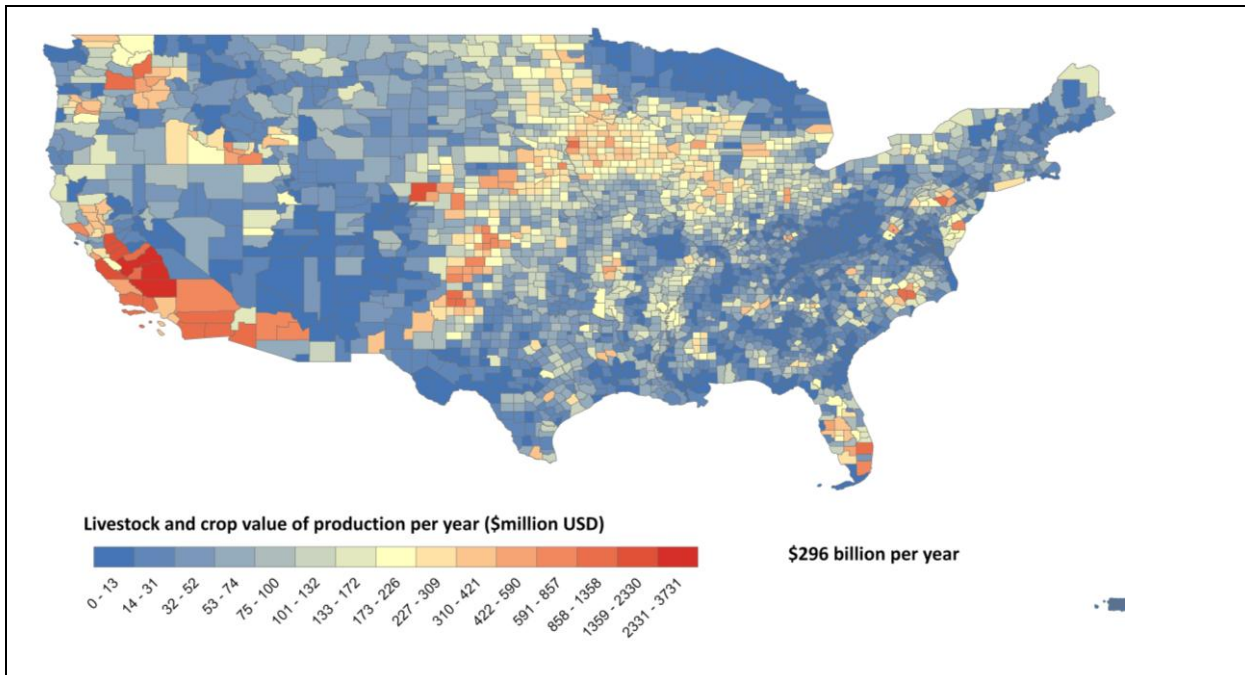 Livestock and crop value of production per year ($million USD)
$296 billion per year
0 - 13
14 - 31
32 - 52
53 - 74
75 - 100
101 - 132
133 - 172
173 - 226
227 - 309
310 - 421
422 - 590
591 - 857
858 - 1358
1359 - 2330
2331 - 3731